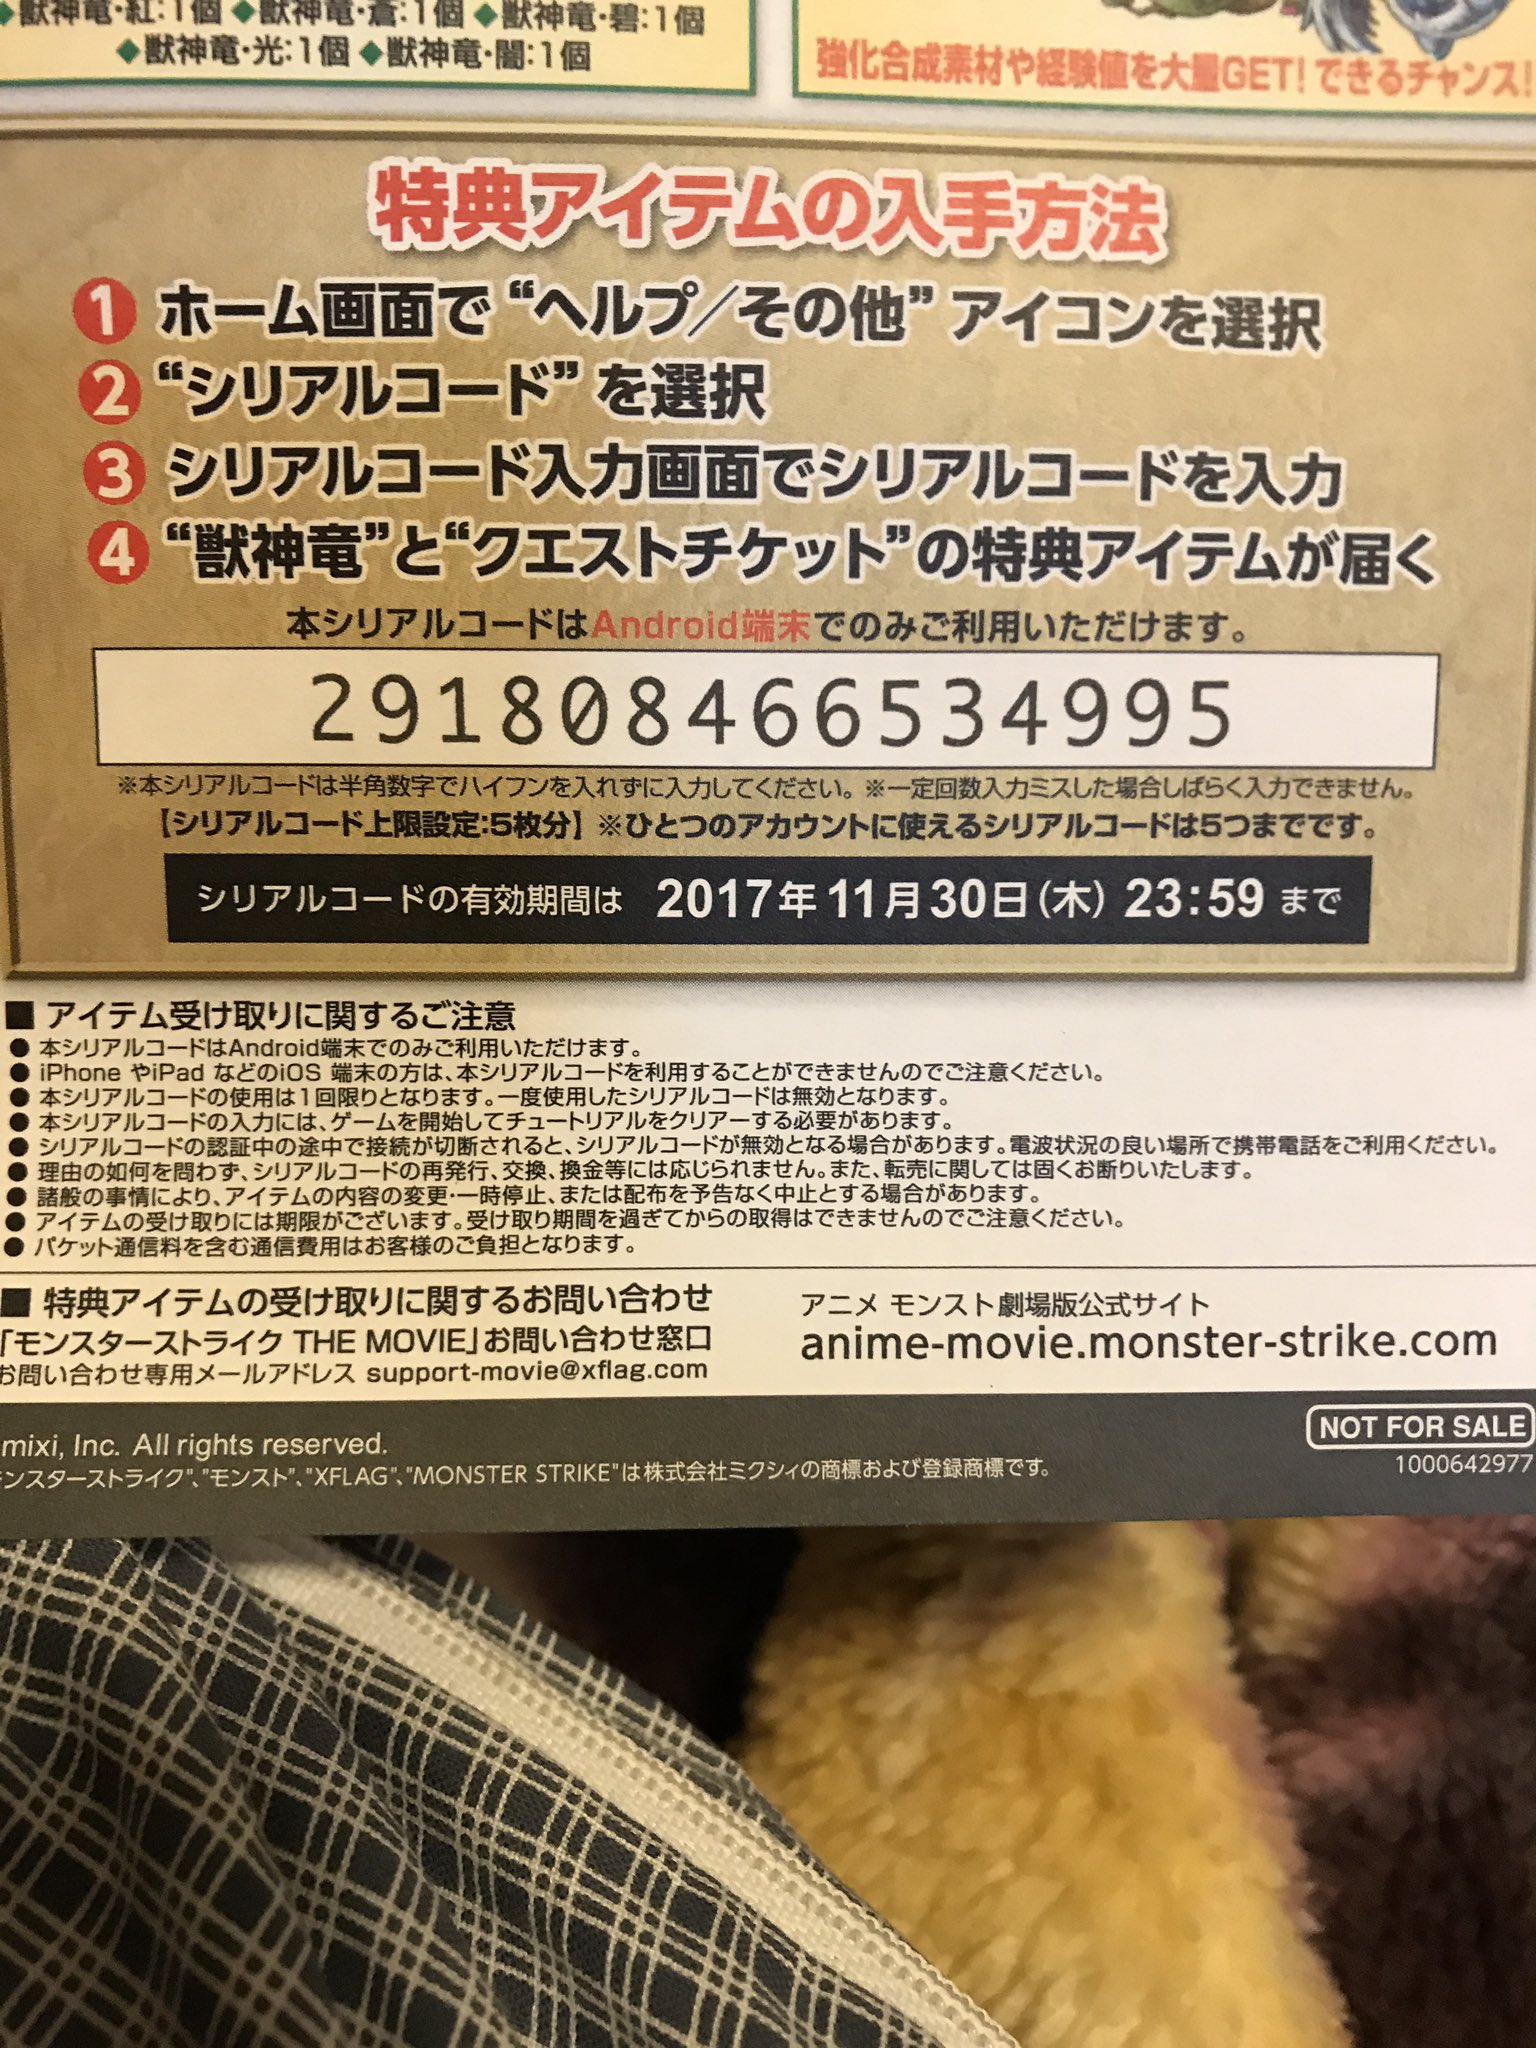 獣神竜・紅：1個 ◆獣神竜・蒼：1個 ◆獣神竜・碧：1個
◆獣神竜・光：1個 ◆獣神竜・闇：1個
強化合成素材や経験値を大量GET！できるチャンス！
特典アイテムの入手方法
1 ホーム画面で“ヘルプ／その他”アイコンを選択
2 “シリアルコード”を選択
3 シリアルコード入力画面でシリアルコードを入力
4 “獣神竜”と“クエストチケット”の特典アイテムが届く
本シリアルコードはAndroid端末でのみご利用いただけます。
291808466534995
※本シリアルコードは半角数字でハイフンを入れずに入力してください。※一定回数入力ミスした場合しばらく入力できません。
【シリアルコード上限設定：5枚分】※ひとつのアカウントに使えるシリアルコードは5つまでです。
シリアルコードの有効期間は 2017年11月30日（木）23：59 まで
■ アイテム受け取りに関するご注意
● 本シリアルコードはAndroid端末でのみご利用いただけます。
● iPhone やiPad などのiOS 端末の方は、本シリアルコードを利用することができませんのでご注意ください。
● 本シリアルコードの使用は1回限りとなります。一度使用したシリアルコードは無効となります。
● 本シリアルコードの入力には、ゲームを開始してチュートリアルをクリアーする必要があります。
● シリアルコードの認証中の途中で接続が切断されると、シリアルコードが無効となる場合があります。電波状況の良い場所で携帯電話をご利用ください。
● 理由の如何を問わず、シリアルコードの再発行、交換、換金等には応じられません。また、転売に関しては固くお断りいたします。
● 諸般の事情により、アイテムの内容の変更・一時停止、または配布を予告なく中止とする場合があります。
● アイテムの受け取りには期限がございます。受け取り期間を過ぎてからの取得はできませんのでご注意ください。
● パケット通信料を含む通信費用はお客様のご負担となります。
■ 特典アイテムの受け取りに関するお問い合わせ
「モンスターストライク THE MOVIE」お問い合わせ窓口
お問い合わせ専用メールアドレス support-movie@xflag.com
アニメ モンスト劇場版公式サイト
anime-movie.monster-strike.com
mixi, Inc. All rights reserved.
ンスターストライク"、"モンスト"、"XFLAG"、"MONSTER STRIKE"は株式会社ミクシィの商標および登録商標です。
NOT FOR SALE
1000642977